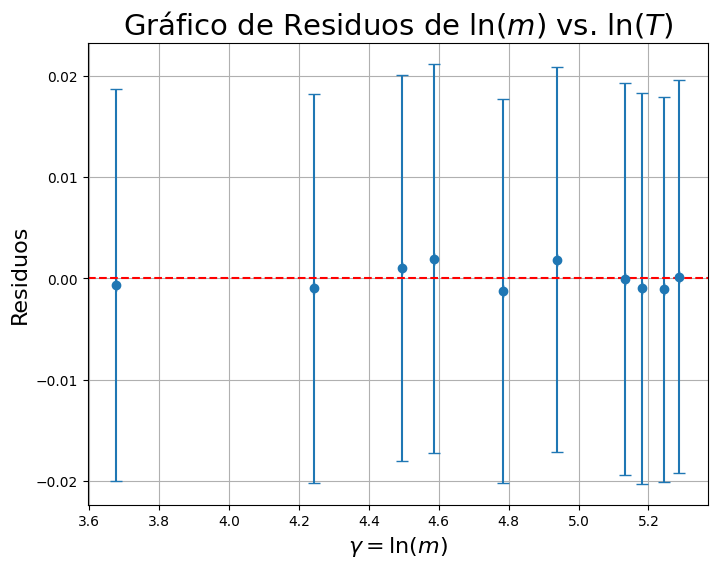 Gráfico de Residuos de ln(m) vs. ln(T)
Residuos
0.02
0.01
0.00
−0.01
−0.02
3.6 3.8 4.0 4.2 4.4 4.6 4.8 5.0 5.2
γ = ln(m)